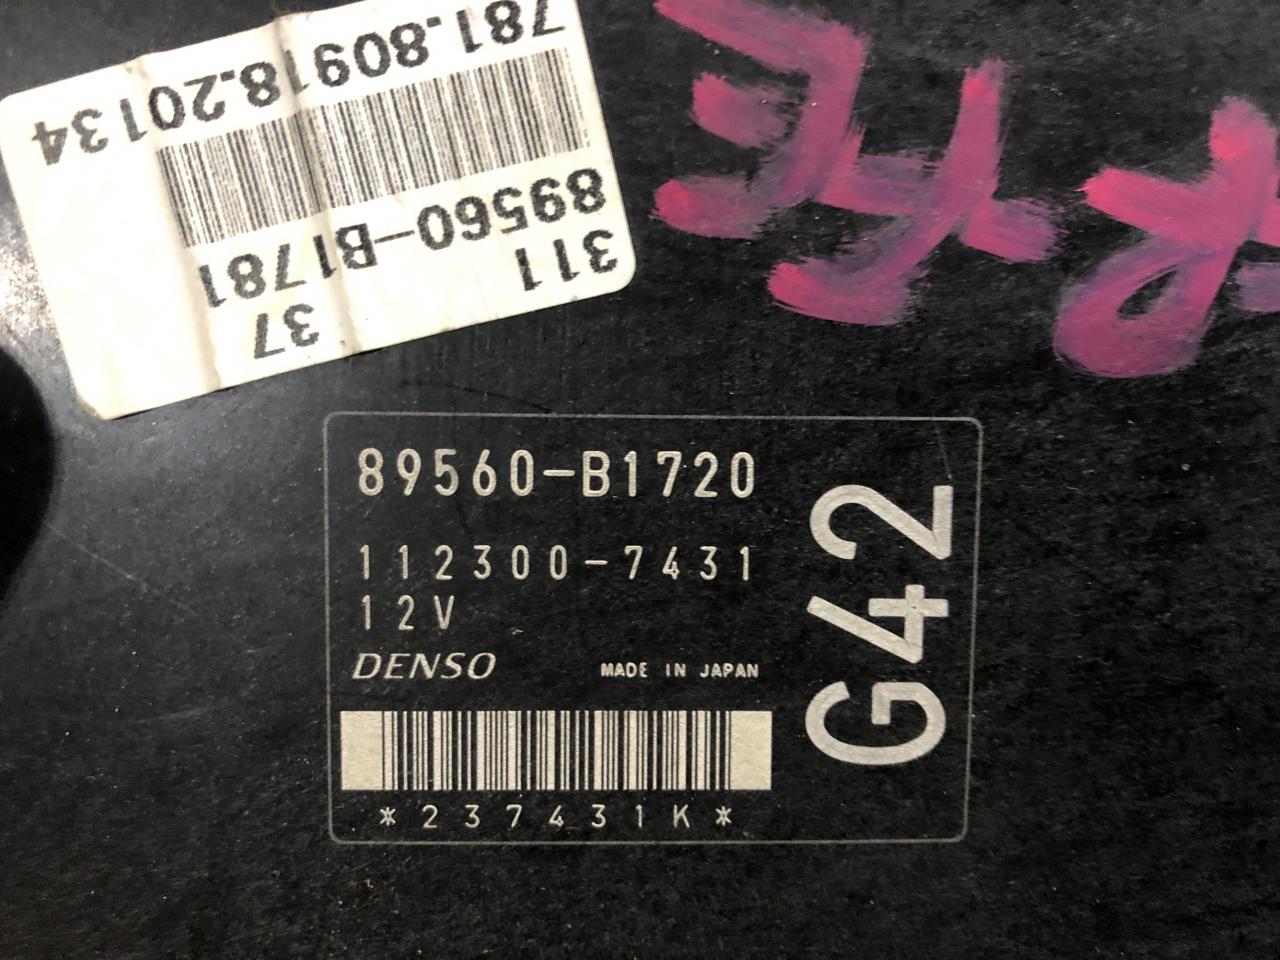 37
311
89560-B1781
781.80918.20134
89560-B1720
112300-7431
12V
DENSO
MADE IN JAPAN
*237431K*
G42